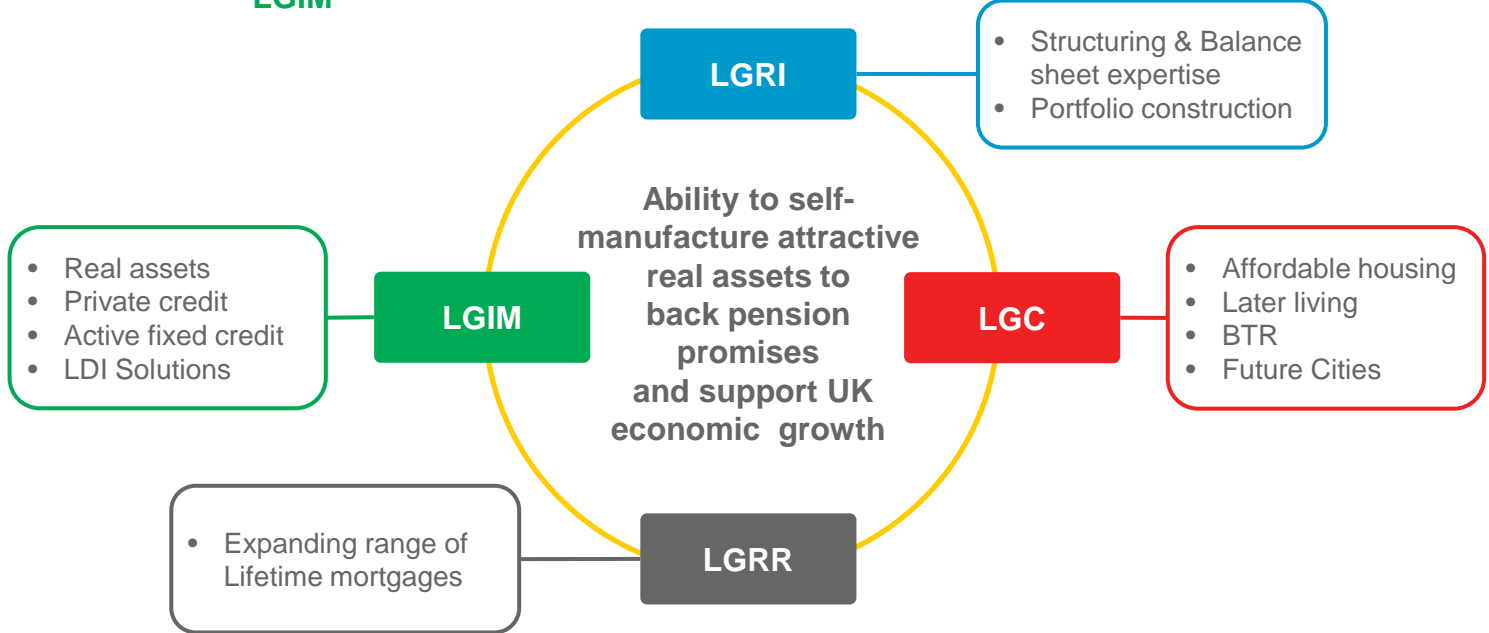 LGIM
LGRI
• Structuring & Balance
sheet expertise
• Portfolio construction
Ability to self-
manufacture attractive
real assets to
back pension
promises
and support UK
economic growth
• Real assets
• Private credit
• Active fixed credit
• LDI Solutions
LGIM
LGC
• Affordable housing
• Later living
• BTR
• Future Cities
• Expanding range of
Lifetime mortgages
LGRR